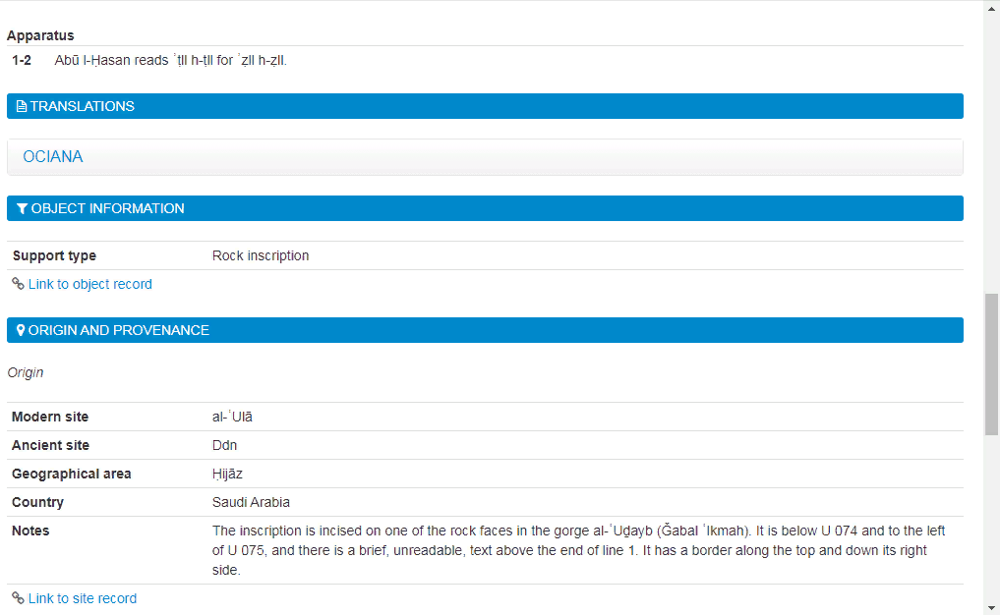 Apparatus
1-2 Abū l-Ḥasan reads ʾṭll h-ṭll for ʾẓll h-ẓll.
TRANSLATIONS
OCIANA
OBJECT INFORMATION
Support type Rock inscription
Link to object record
ORIGIN AND PROVENANCE
Origin
Modern site al-ʿUlā
Ancient site Ddn
Geographical area Ḥijāz
Country Saudi Arabia
Notes The inscription is incised on one of the rock faces in the gorge al-ʿUḏayb (Ǧabal ʿIkmah). It is below U 074 and to the left
of U 075, and there is a brief, unreadable, text above the end of line 1. It has a border along the top and down its right
side.
Link to site record